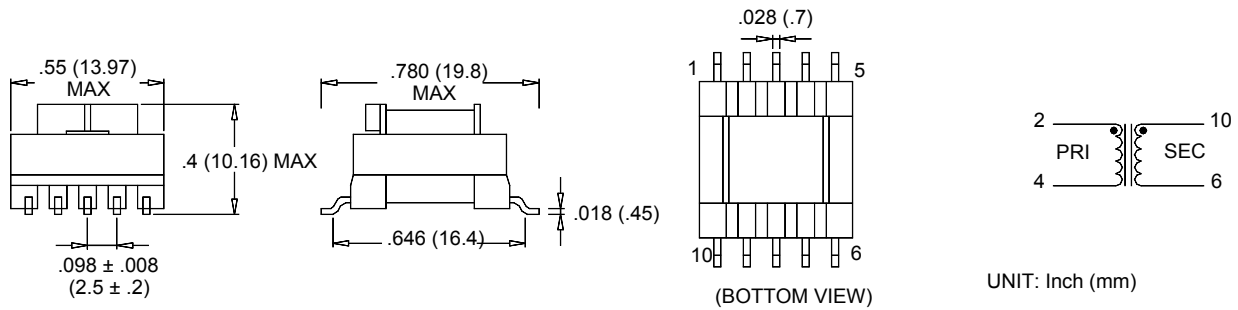 .55 (13.97)
MAX
.4 (10.16) MAX
.098 ± .008
(2.5 ± .2)
.780 (19.8)
MAX
.018 (.45)
.646 (16.4)
.028 (.7)
1
5
10
6
(BOTTOM VIEW)
2
10
PRI
SEC
4
6
UNIT: Inch (mm)